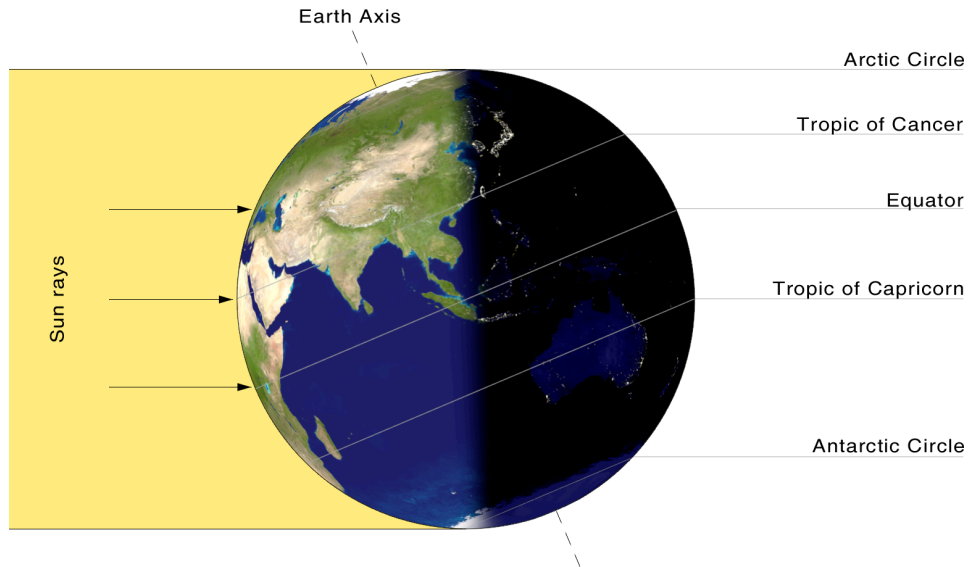 Earth Axis
Arctic Circle
Tropic of Cancer
Equator
Sun rays
Tropic of Capricorn
Antarctic Circle